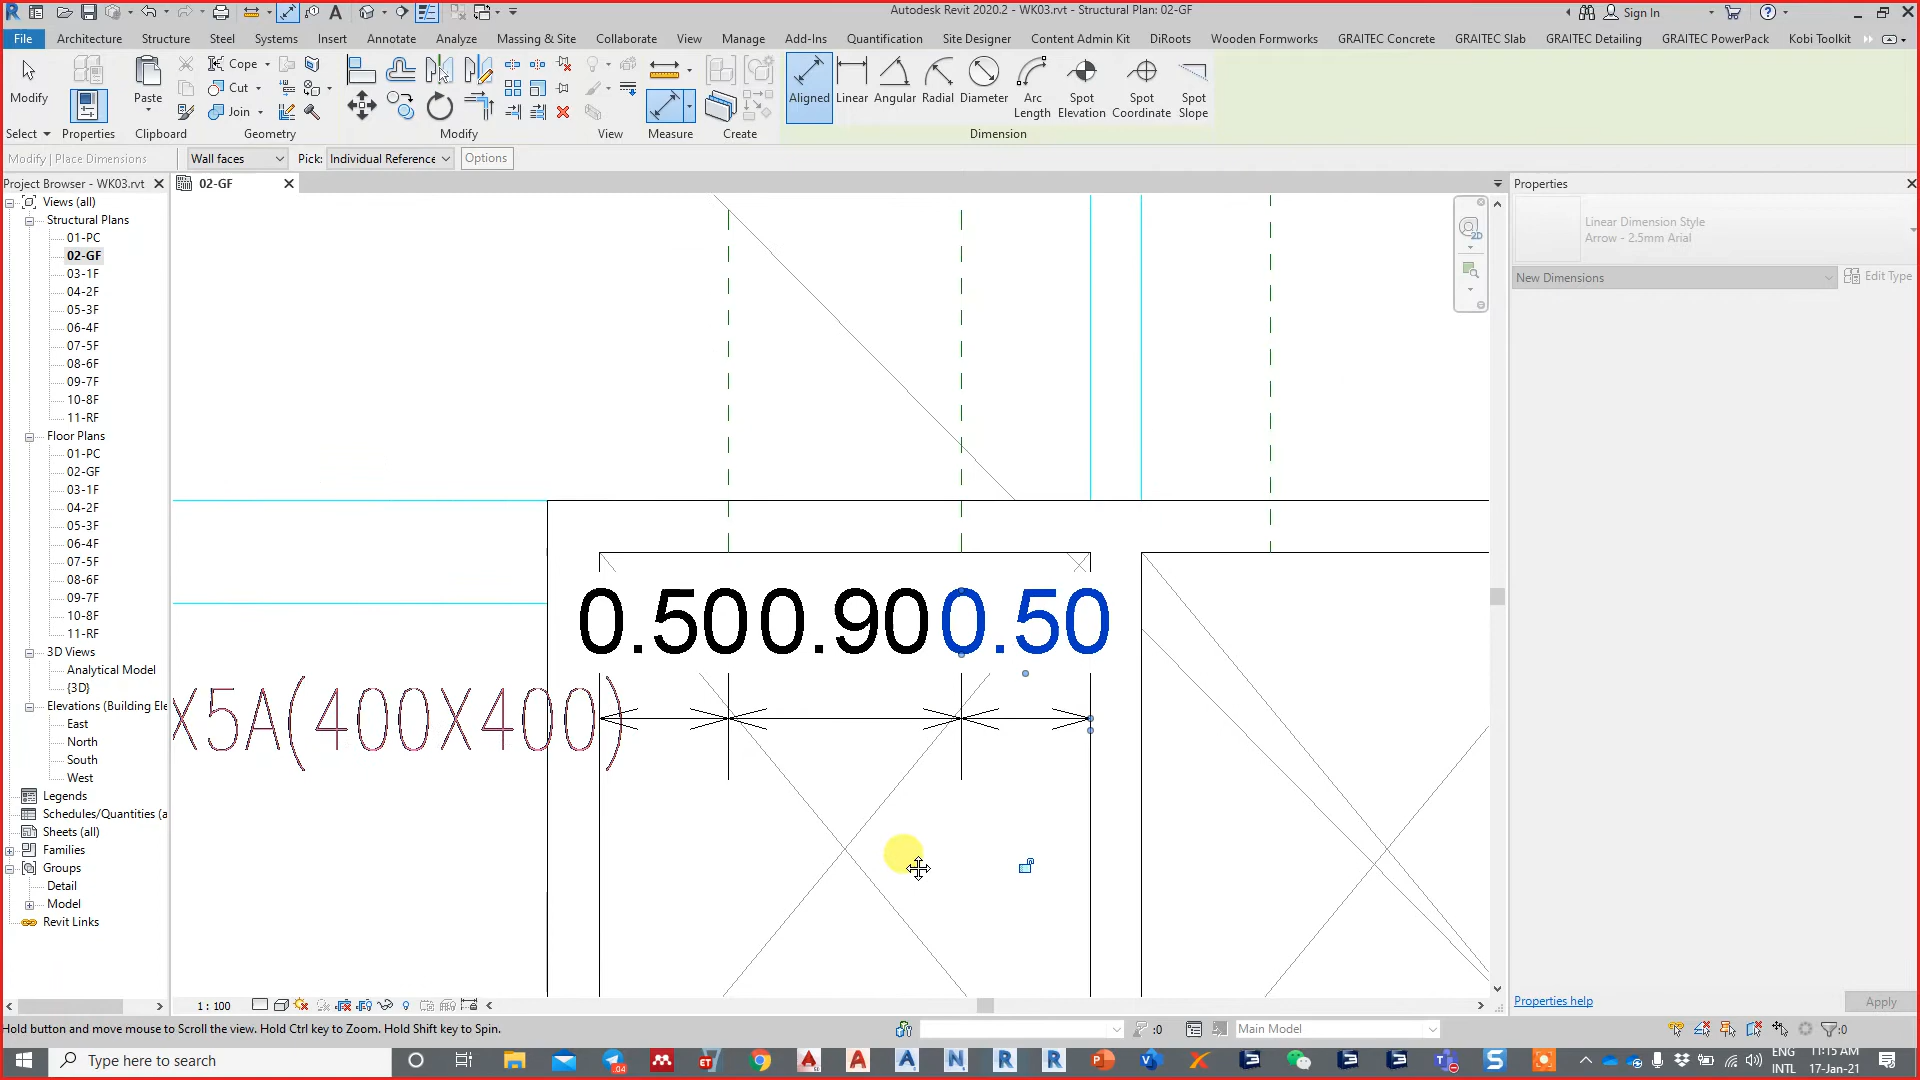 Autodesk Revit 2020.2 - WK03.rvt - Structural Plan: 02-GF
Sign In
File Architecture Structure Steel Systems Insert Annotate Analyze Massing & Site Collaborate View Manage Add-Ins Quantification Site Designer Content Admin Kit DiRoots Wooden Formworks GRAITEC Concrete GRAITEC Slab GRAITEC Detailing GRAITEC PowerPack Kobi Toolkit
Modify
Paste
Cope
Cut
Join
Aligned Linear Angular Radial Diameter Arc Length Spot Elevation Spot Coordinate Spot Slope
Select Properties Clipboard Geometry Modify View Measure Create Dimension
Modify | Place Dimensions Wall faces Pick: Individual Reference Options
Project Browser - WK03.rvt
02-GF
Properties
Views (all)
Structural Plans
01-PC
02-GF
03-1F
04-2F
05-3F
06-4F
07-5F
08-6F
09-7F
10-8F
11-RF
Floor Plans
01-PC
02-GF
03-1F
04-2F
05-3F
06-4F
07-5F
08-6F
09-7F
10-8F
11-RF
3D Views
Analytical Model
{3D}
Elevations (Building Ele
East
North
South
West
Legends
Schedules/Quantities (a
Sheets (all)
Families
Groups
Detail
Model
Revit Links
2D
0.50 0.90 0.50
X5A(400X400)
Linear Dimension Style
Arrow - 2.5mm Arial
New Dimensions Edit Type
Properties help Apply
1 : 100
Hold button and move mouse to Scroll the view. Hold Ctrl key to Zoom. Hold Shift key to Spin.
:0
Main Model
:0
Type here to search
ENG
INTL
11:15 AM
17-Jan-21